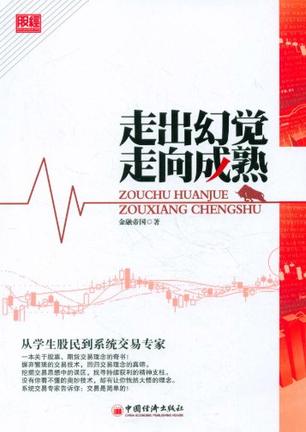 股經
走出幻觉
走向成熟
ZOUCHU HUANJUE
ZOUXIANG CHENGSHU
金融帝国 著
从学生股民到系统交易专家
一本关于股票、期货交易理念的奇书！
摒弃繁琐的交易技术，回归交易理念的真谛。
挖掘交易思想中的误区，找寻持续获利的精神支柱。
没有你看不懂的奥妙技术，却有让你恍然大悟的理念。
系统交易专家告诉你：交易是简单的！
中国经济出版社